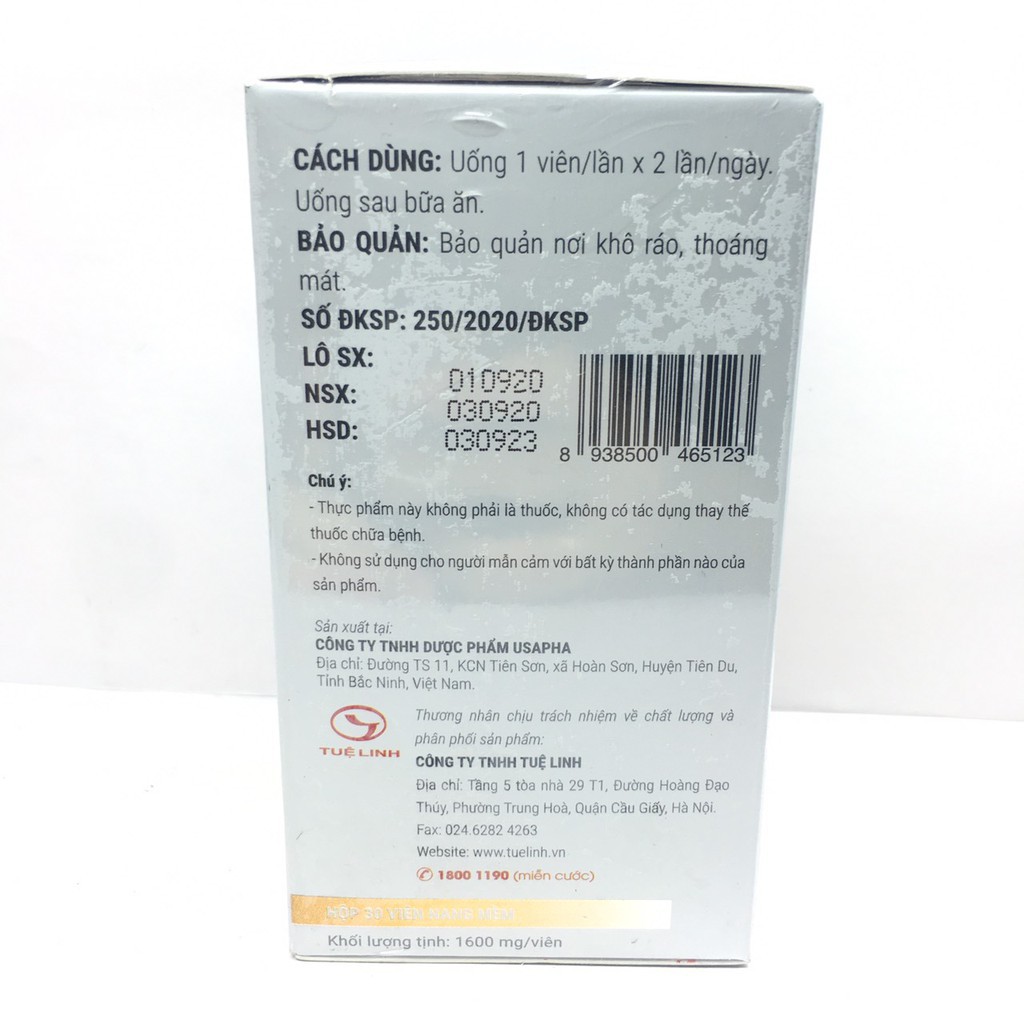 CÁCH DÙNG: Uống 1 viên/lần x 2 lần/ngày.
Uống sau bữa ăn.
BẢO QUẢN: Bảo quản nơi khô ráo, thoáng
mát.
SỐ ĐKSP: 250/2020/ĐKSP
LÔ SX: 010920
NSX: 030920
HSD: 030923
8 938500 465123
Chú ý:
- Thực phẩm này không phải là thuốc, không có tác dụng thay thế
thuốc chữa bệnh.
- Không sử dụng cho người mẫn cảm với bất kỳ thành phần nào của
sản phẩm.
Sản xuất tại:
CÔNG TY TNHH DƯỢC PHẨM USAPHA
Địa chỉ: Đường TS 11, KCN Tiên Sơn, xã Hoàn Sơn, Huyện Tiên Du,
Tỉnh Bắc Ninh, Việt Nam.
TUỆ LINH
Thương nhân chịu trách nhiệm về chất lượng và
phân phối sản phẩm:
CÔNG TY TNHH TUỆ LINH
Địa chỉ: Tầng 5 tòa nhà 29 T1, Đường Hoàng Đạo
Thúy, Phường Trung Hoà, Quận Cầu Giấy, Hà Nội.
Fax: 024.6282 4263
Website: www.tuelinh.vn
1800 1190 (miễn cước)
HỘP 30 VIÊN NANG MỀM
Khối lượng tịnh: 1600 mg/viên